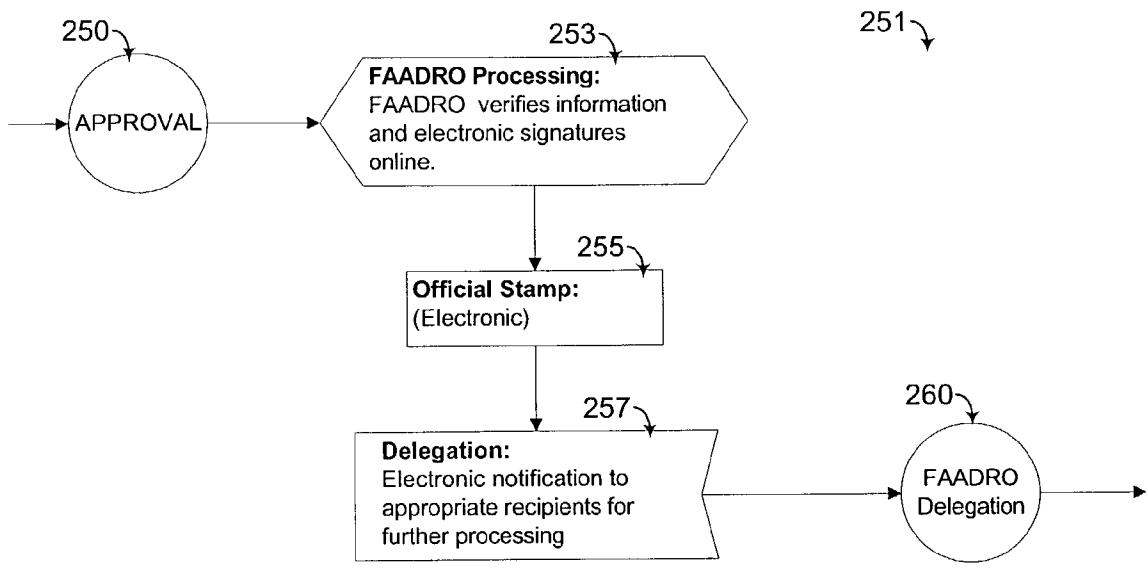 250
253
251
APPROVAL
FAADRO Processing:
FAADRO verifies information
and electronic signatures
online.
255
Official Stamp:
(Electronic)
257
260
Delegation:
Electronic notification to
appropriate recipients for
further processing
FAADRO
Delegation